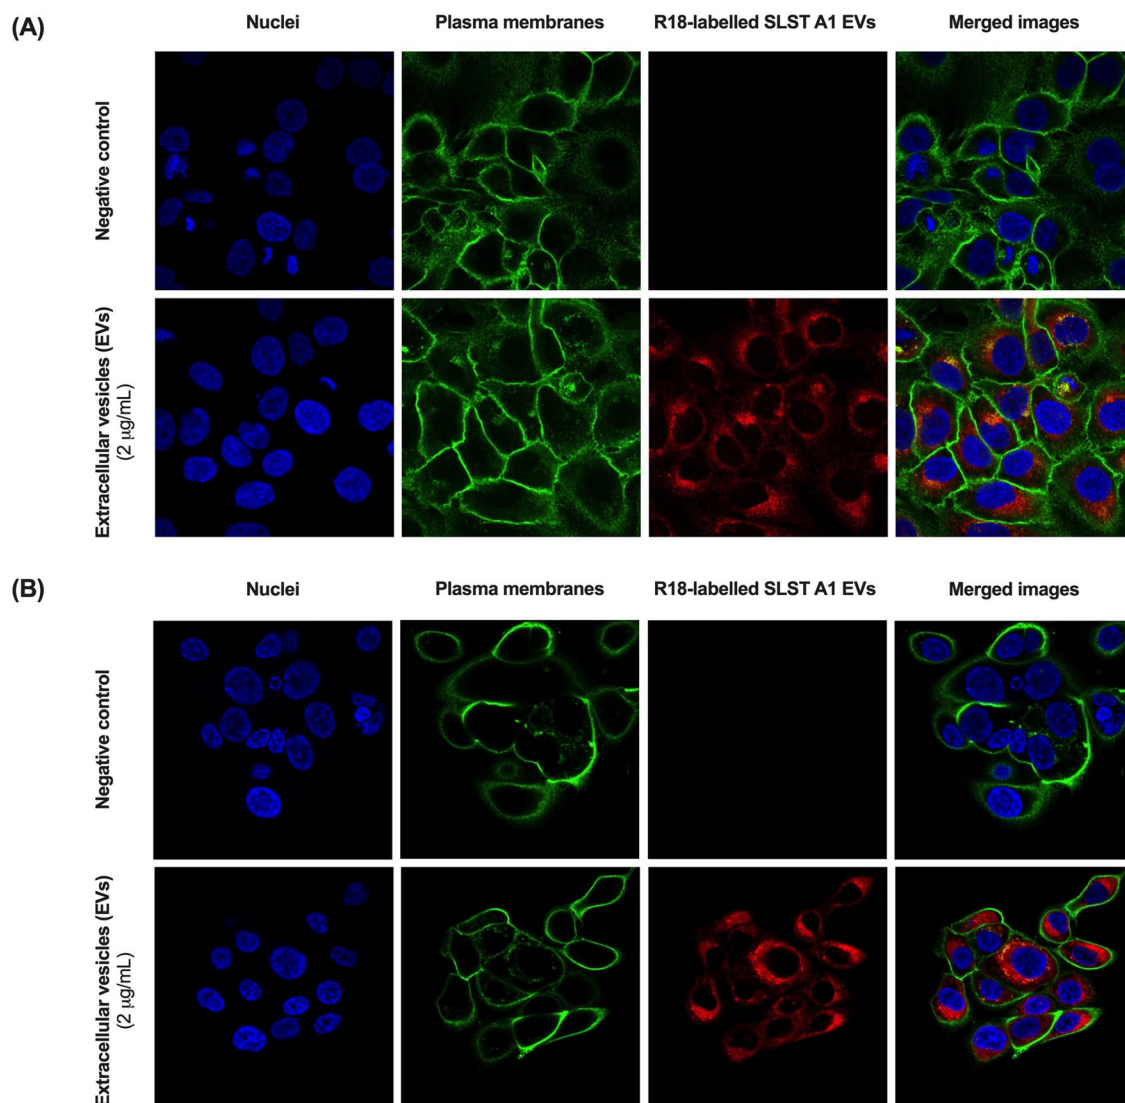 (A)
Nuclei
Plasma membranes
R18-labelled SLST A1 EVs
Merged images
Negative control
Extracellular vesicles (EVs)
(2 µg/mL)
(B)
Nuclei
Plasma membranes
R18-labelled SLST A1 EVs
Merged images
Negative control
Extracellular vesicles (EVs)
(2 µg/mL)